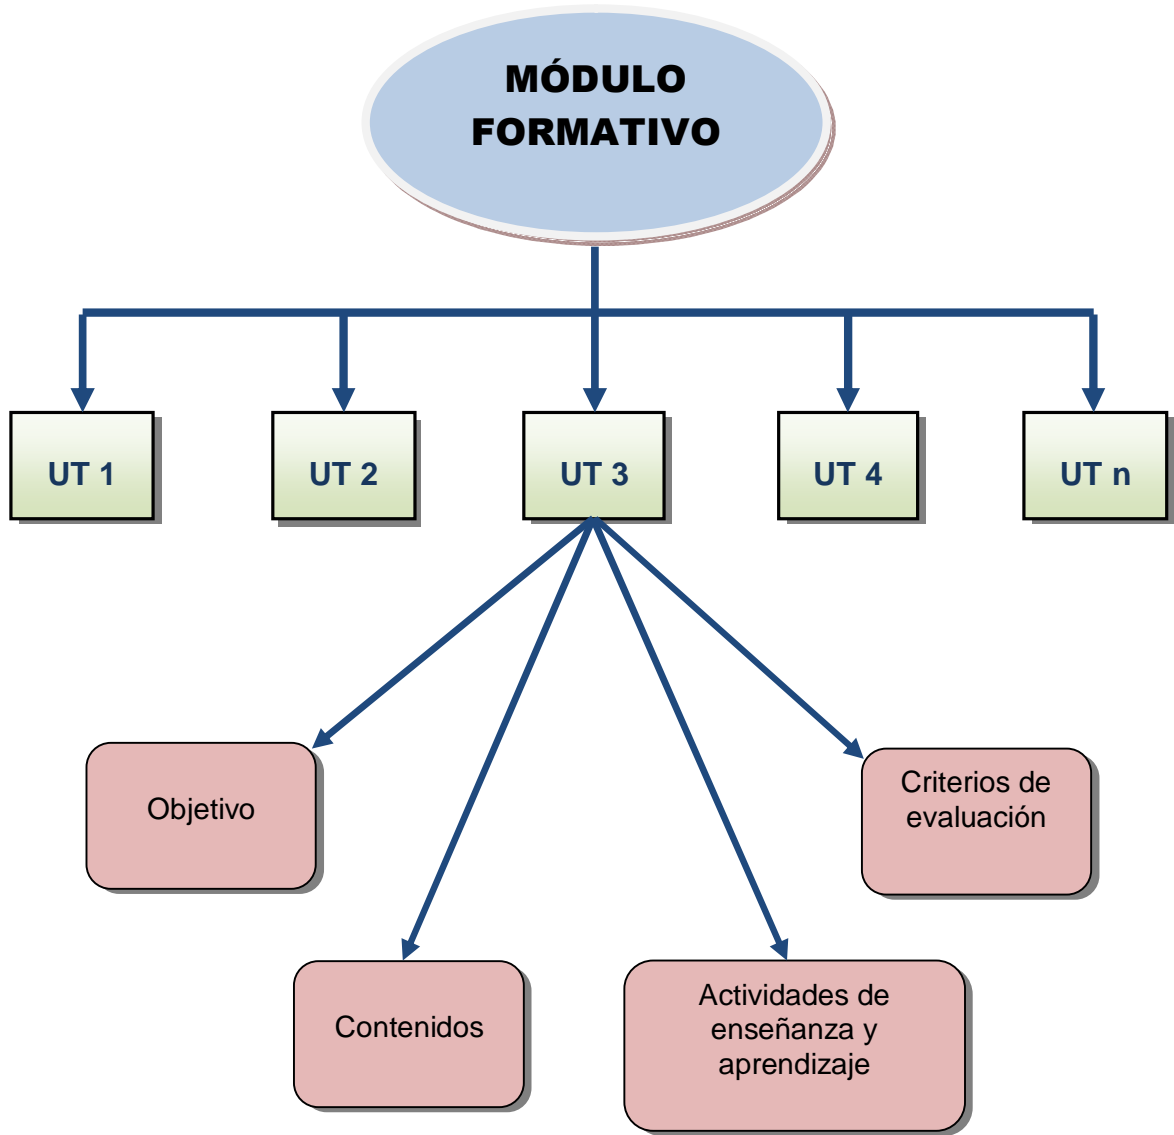 MÓDULO
FORMATIVO
UT 1
UT 2
UT 3
UT 4
UT n
Objetivo
Criterios de
evaluación
Contenidos
Actividades de
enseñanza y
aprendizaje